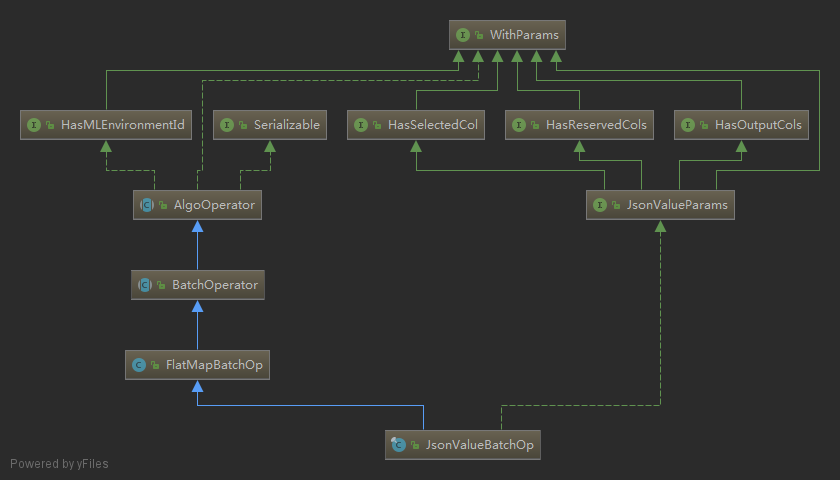 WithParams
HasMLEnvironmentId
Serializable
HasSelectedCol
HasReservedCols
HasOutputCols
AlgoOperator
JsonValueParams
BatchOperator
FlatMapBatchOp
JsonValueBatchOp
Powered by yFiles